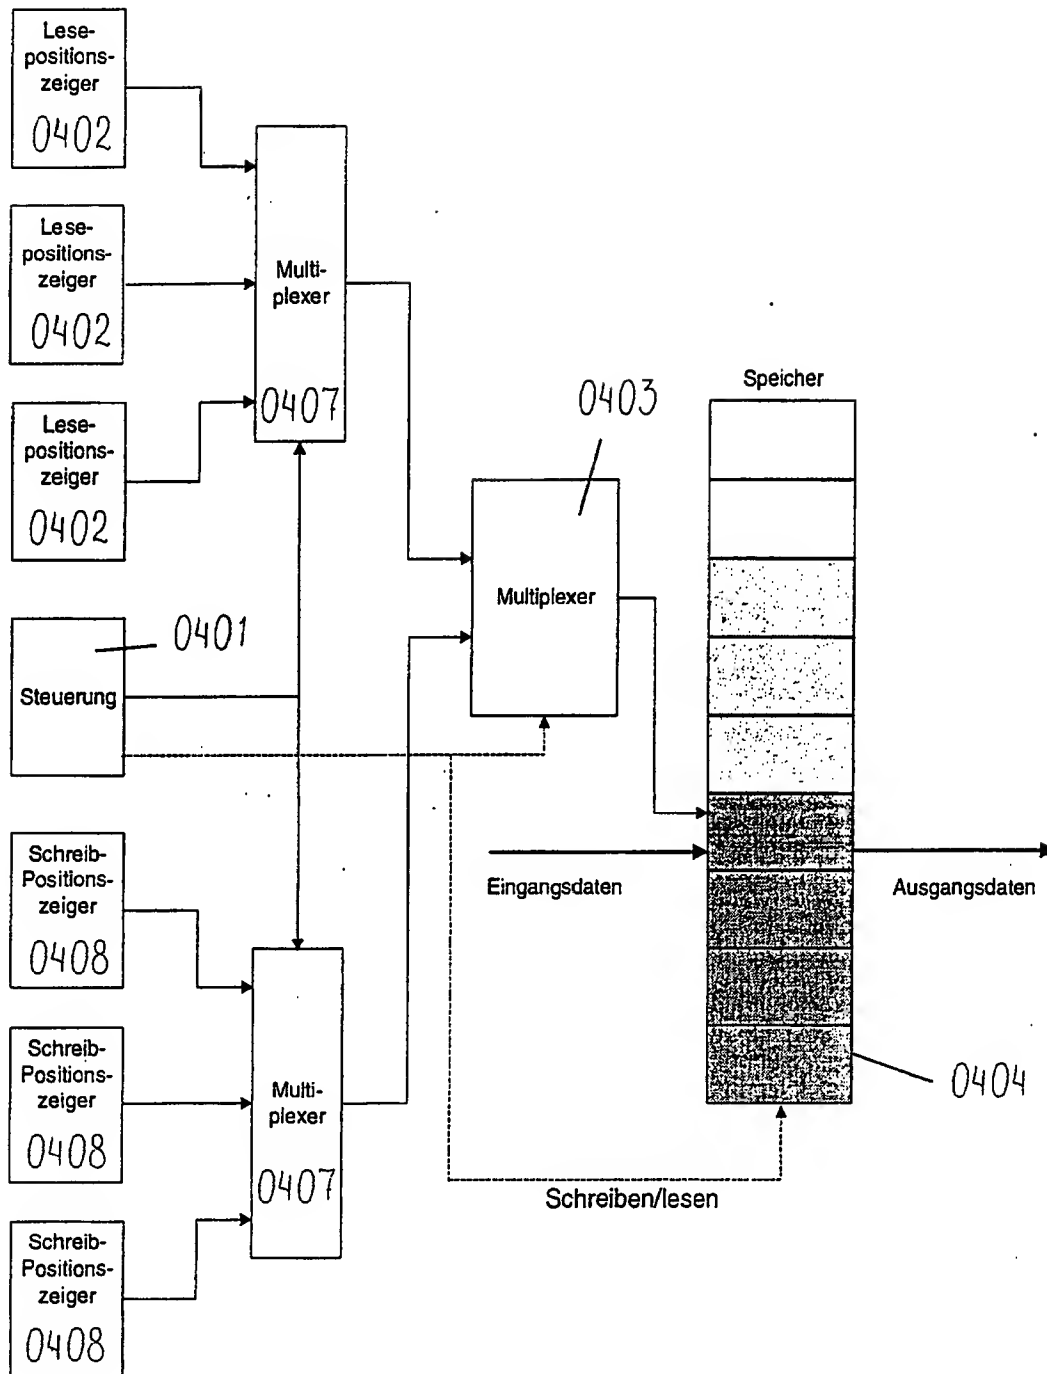 Lese-
positions-
zeiger
0402
Lese-
positions-
zeiger
0402
Lese-
positions-
zeiger
0402
Multi-
plexer
0407
0401
Steuerung
0403
Multiplexer
Speicher
Eingangsdaten
Ausgangsdaten
0404
Schreiben/lesen
Schreib-
Positions-
zeiger
0408
Schreib-
Positions-
zeiger
0408
Schreib-
Positions-
zeiger
0408
Multi-
plexer
0407